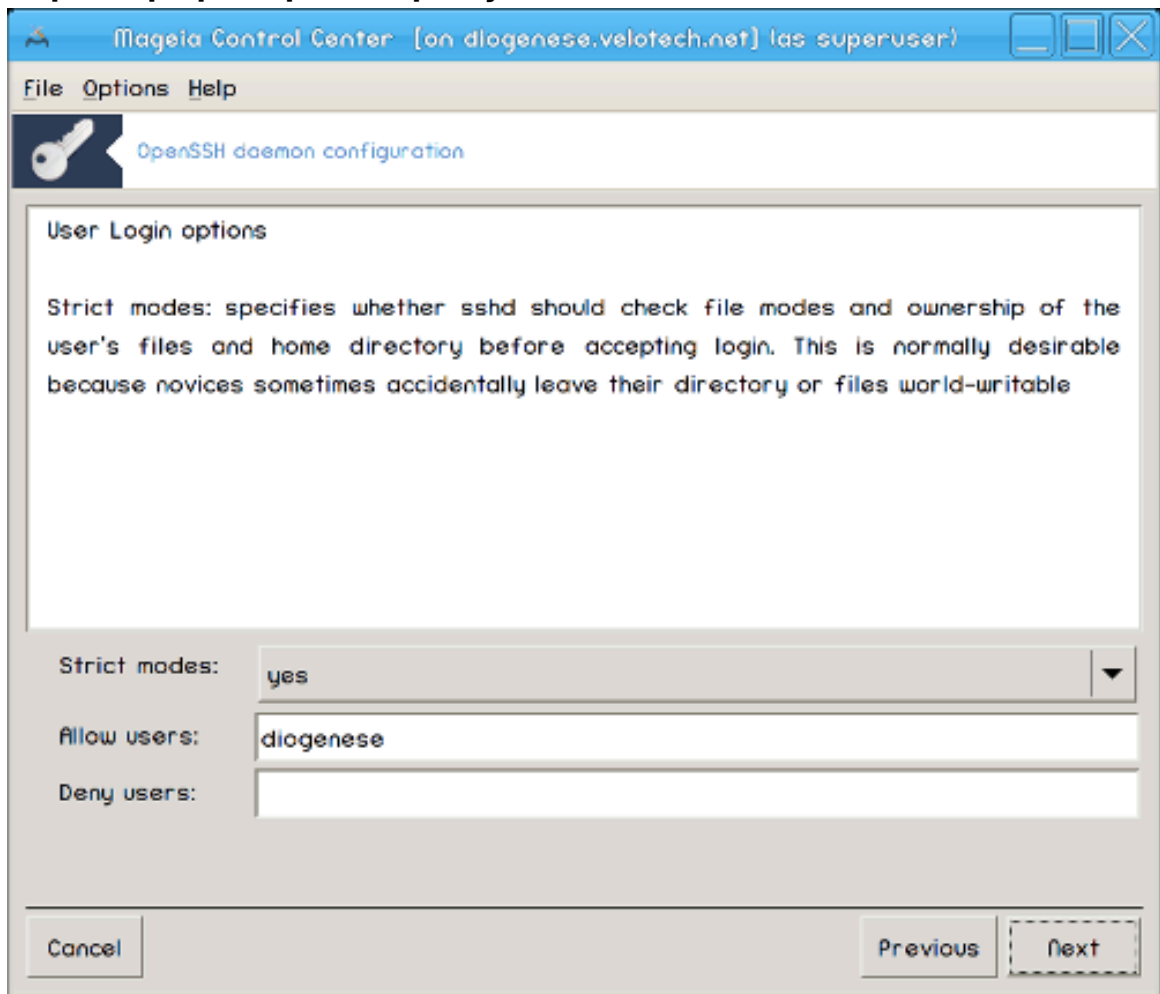 Mageia Control Center [on diogenese.velotech.net] (as superuser)
File Options Help
OpenSSH daemon configuration
User Login options
Strict modes: specifies whether sshd should check file modes and ownership of the
user's files and home directory before accepting login. This is normally desirable
because novices sometimes accidentally leave their directory or files world-writable
Strict modes: yes
Allow users: diogenese
Deny users:
Cancel Previous Next